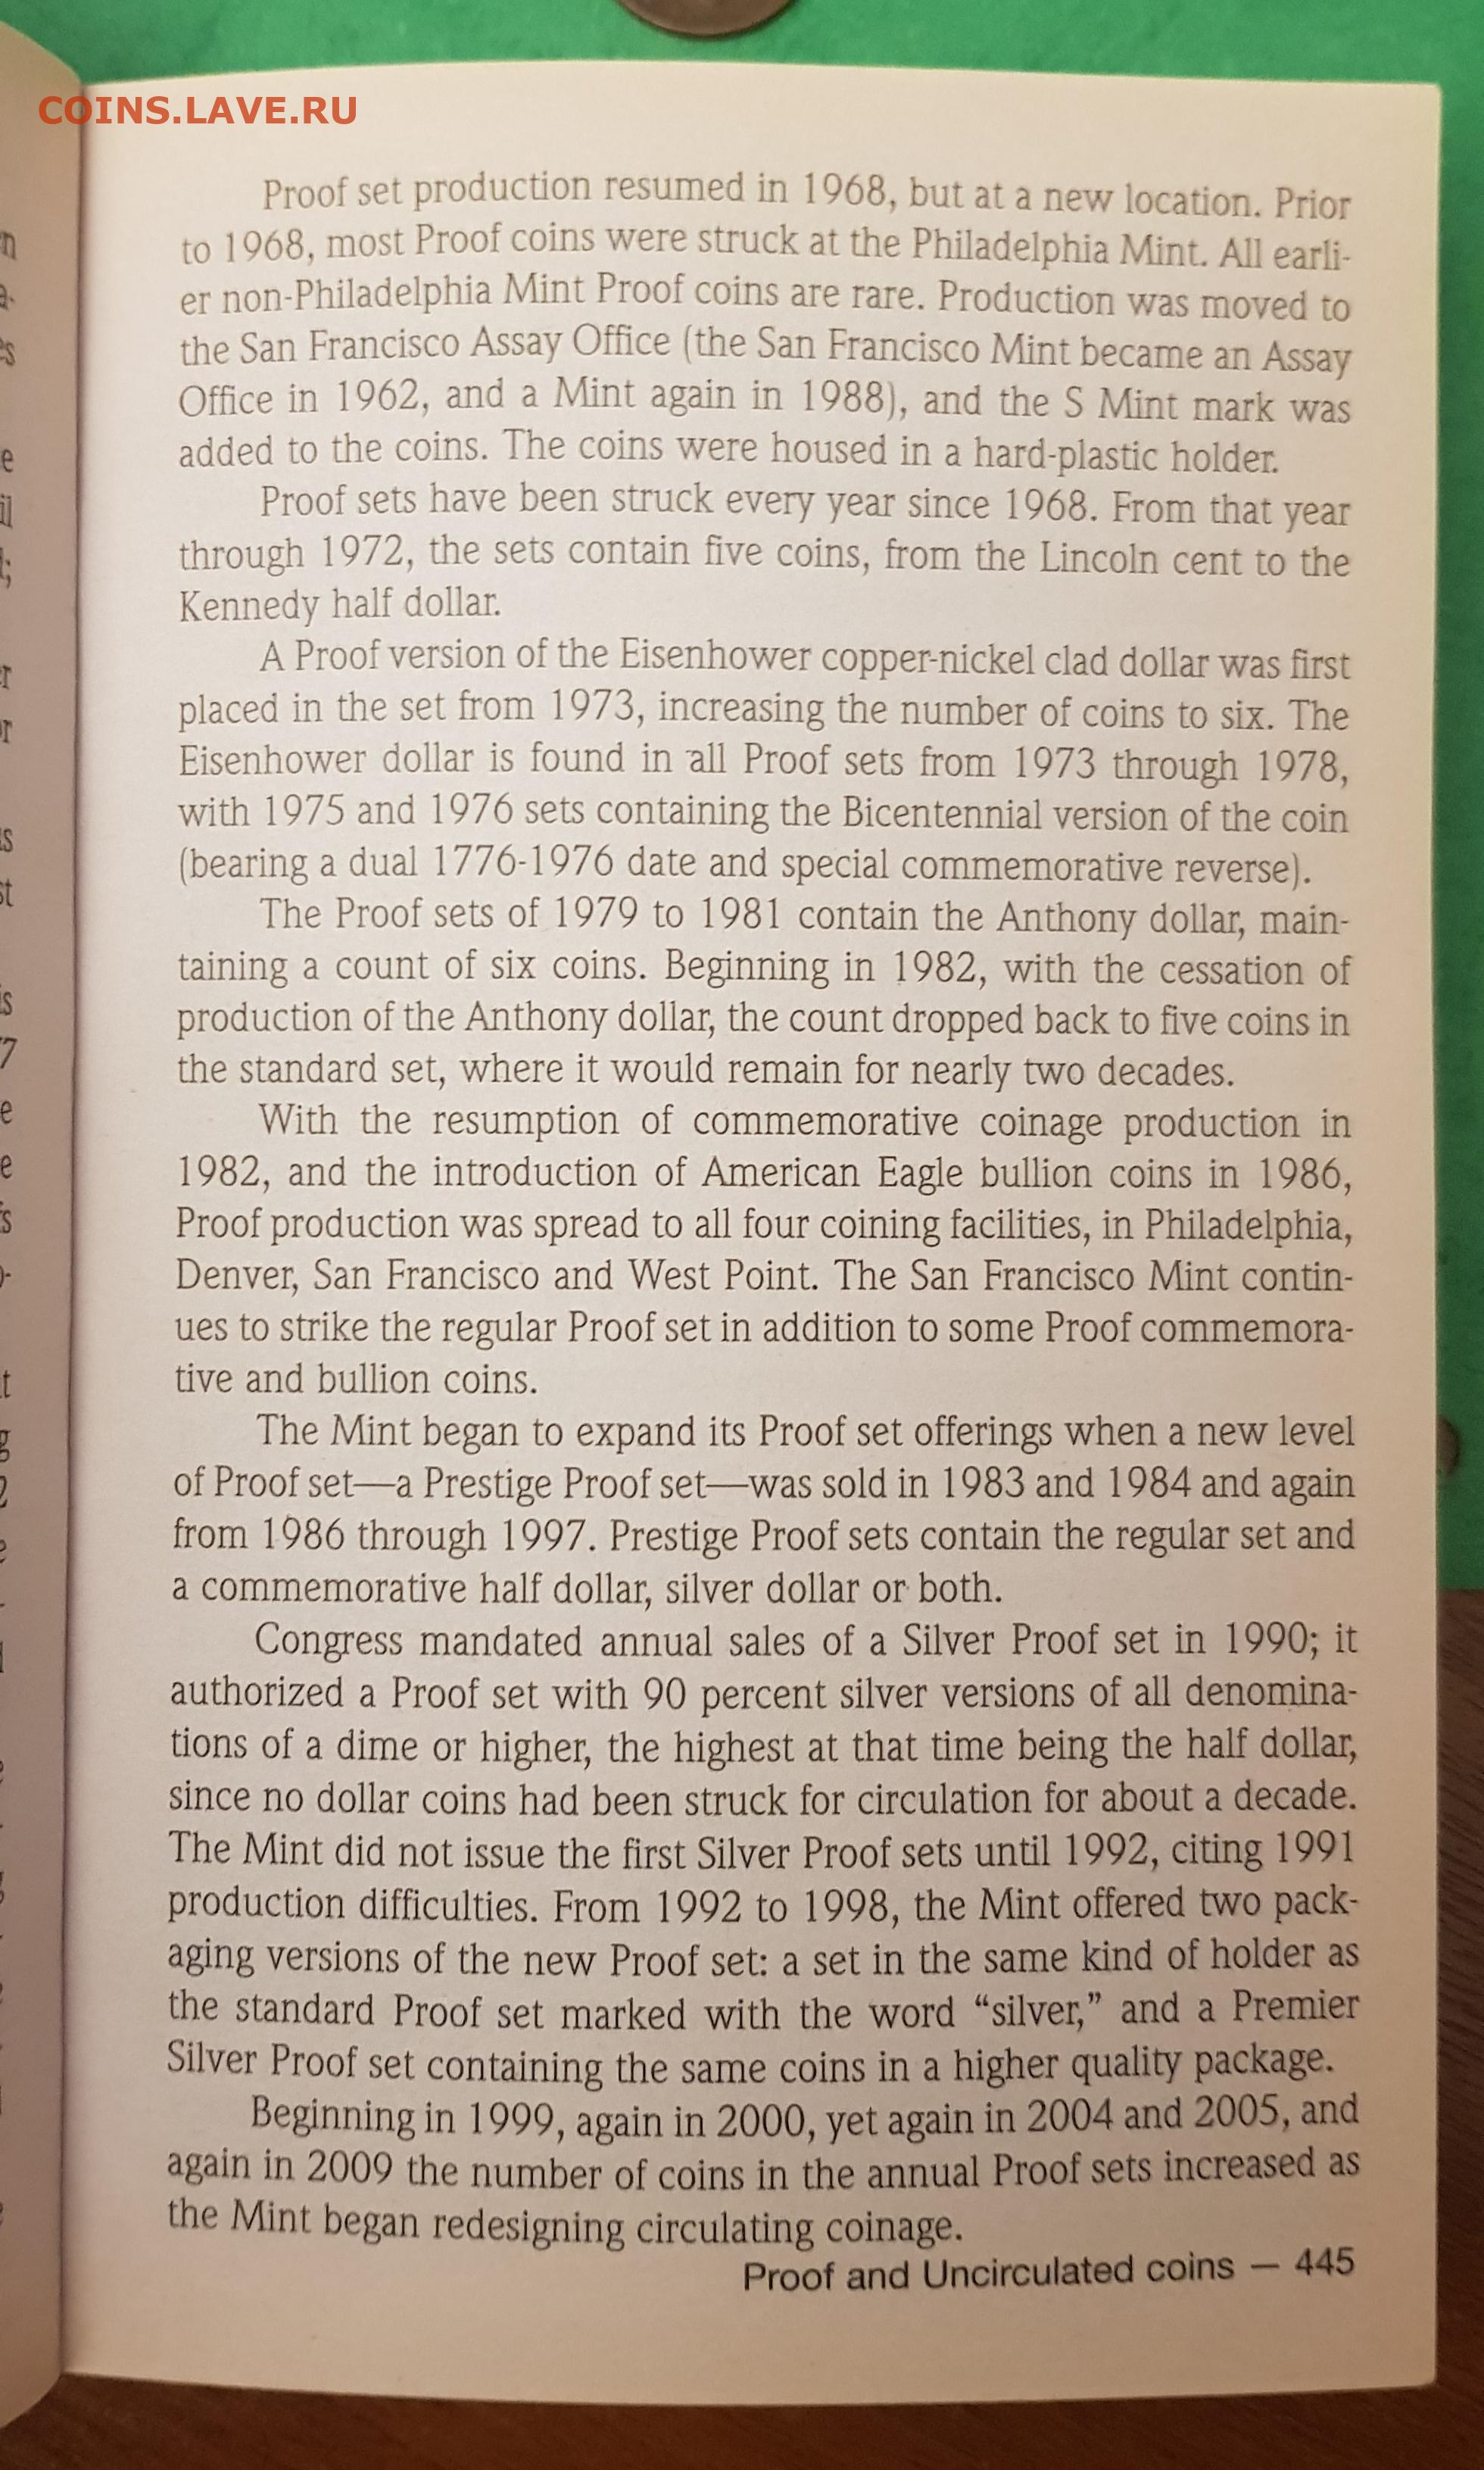 COINS.LAVE.RU
Proof set production resumed in 1968, but at a new location. Prior
to 1968, most Proof coins were struck at the Philadelphia Mint. All earli-
er non-Philadelphia Mint Proof coins are rare. Production was moved to
the San Francisco Assay Office (the San Francisco Mint became an Assay
Office in 1962, and a Mint again in 1988), and the S Mint mark was
added to the coins. The coins were housed in a hard-plastic holder.
Proof sets have been struck every year since 1968. From that year
through 1972, the sets contain five coins, from the Lincoln cent to the
Kennedy half dollar.
A Proof version of the Eisenhower copper-nickel clad dollar was first
placed in the set from 1973, increasing the number of coins to six. The
Eisenhower dollar is found in all Proof sets from 1973 through 1978,
with 1975 and 1976 sets containing the Bicentennial version of the coin
(bearing a dual 1776-1976 date and special commemorative reverse).
The Proof sets of 1979 to 1981 contain the Anthony dollar, main-
taining a count of six coins. Beginning in 1982, with the cessation of
production of the Anthony dollar, the count dropped back to five coins in
the standard set, where it would remain for nearly two decades.
With the resumption of commemorative coinage production in
1982, and the introduction of American Eagle bullion coins in 1986,
Proof production was spread to all four coining facilities, in Philadelphia,
Denver, San Francisco and West Point. The San Francisco Mint contin-
ues to strike the regular Proof set in addition to some Proof commemora-
tive and bullion coins.
The Mint began to expand its Proof set offerings when a new level
of Proof set—a Prestige Proof set—was sold in 1983 and 1984 and again
from 1986 through 1997. Prestige Proof sets contain the regular set and
a commemorative half dollar, silver dollar or both.
Congress mandated annual sales of a Silver Proof set in 1990; it
authorized a Proof set with 90 percent silver versions of all denomina-
tions of a dime or higher, the highest at that time being the half dollar,
since no dollar coins had been struck for circulation for about a decade.
The Mint did not issue the first Silver Proof sets until 1992, citing 1991
production difficulties. From 1992 to 1998, the Mint offered two pack-
aging versions of the new Proof set: a set in the same kind of holder as
the standard Proof set marked with the word “silver,” and a Premier
Silver Proof set containing the same coins in a higher quality package.
Beginning in 1999, again in 2000, yet again in 2004 and 2005, and
again in 2009 the number of coins in the annual Proof sets increased as
the Mint began redesigning circulating coinage.
Proof and Uncirculated coins — 445